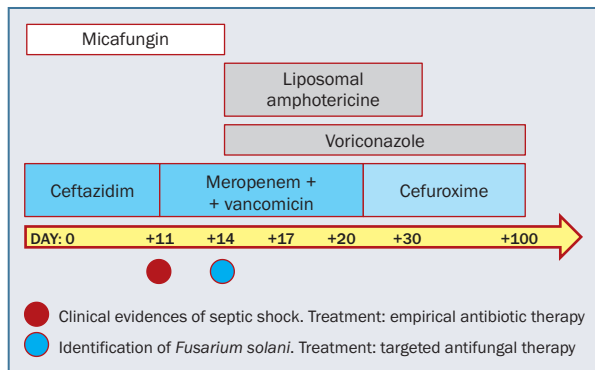 Micafungin
Liposomal
amphotericine
Voriconazole
Ceftazidim
Meropenem +
+ vancomicin
Cefuroxime
DAY: 0 +11 +14 +17 +20 +30 +100
Clinical evidences of septic shock. Treatment: empirical antibiotic therapy
Identification of Fusarium solani. Treatment: targeted antifungal therapy